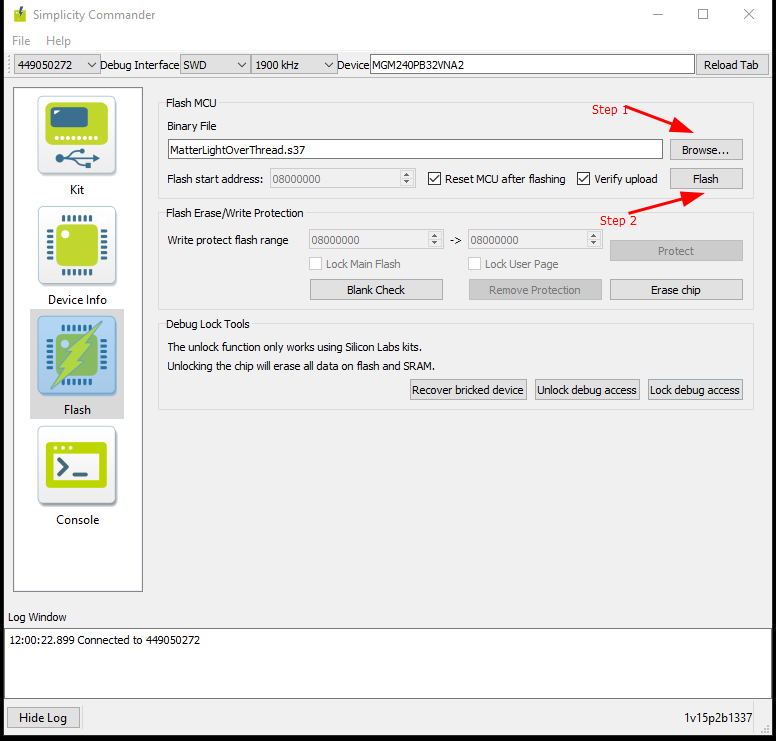 Simplicity Commander
File Help
449050272 Debug Interface SWD 1900 kHz Device MGM240PB32VNA2 Reload Tab
Kit
Device Info
Flash
Console
Flash MCU
Step 1
Binary File
MatterLightOverThread.s37 Browse...
Flash start address: 08000000 Reset MCU after flashing Verify upload Flash
Step 2
Flash Erase/Write Protection
Write protect flash range 08000000 -> 08000000 Protect
Lock Main Flash Lock User Page
Blank Check Remove Protection Erase chip
Debug Lock Tools
The unlock function only works using Silicon Labs kits.
Unlocking the chip will erase all data on flash and SRAM.
Recover bricked device Unlock debug access Lock debug access
Log Window
12:00:22.899 Connected to 449050272
Hide Log 1v15p2b1337